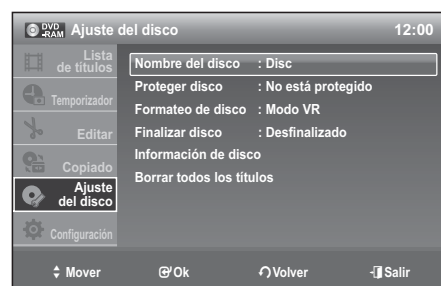 DVD -RAM Ajuste del disco 12:00
Lista de títulos
Temporizador
Editar
Copiado
Ajuste del disco
Configuración
Nombre del disco : Disc
Proteger disco : No está protegido
Formateo de disco : Modo VR
Finalizar disco : Desfinalizado
Información de disco
Borrar todos los títulos
Mover Ok Volver Salir